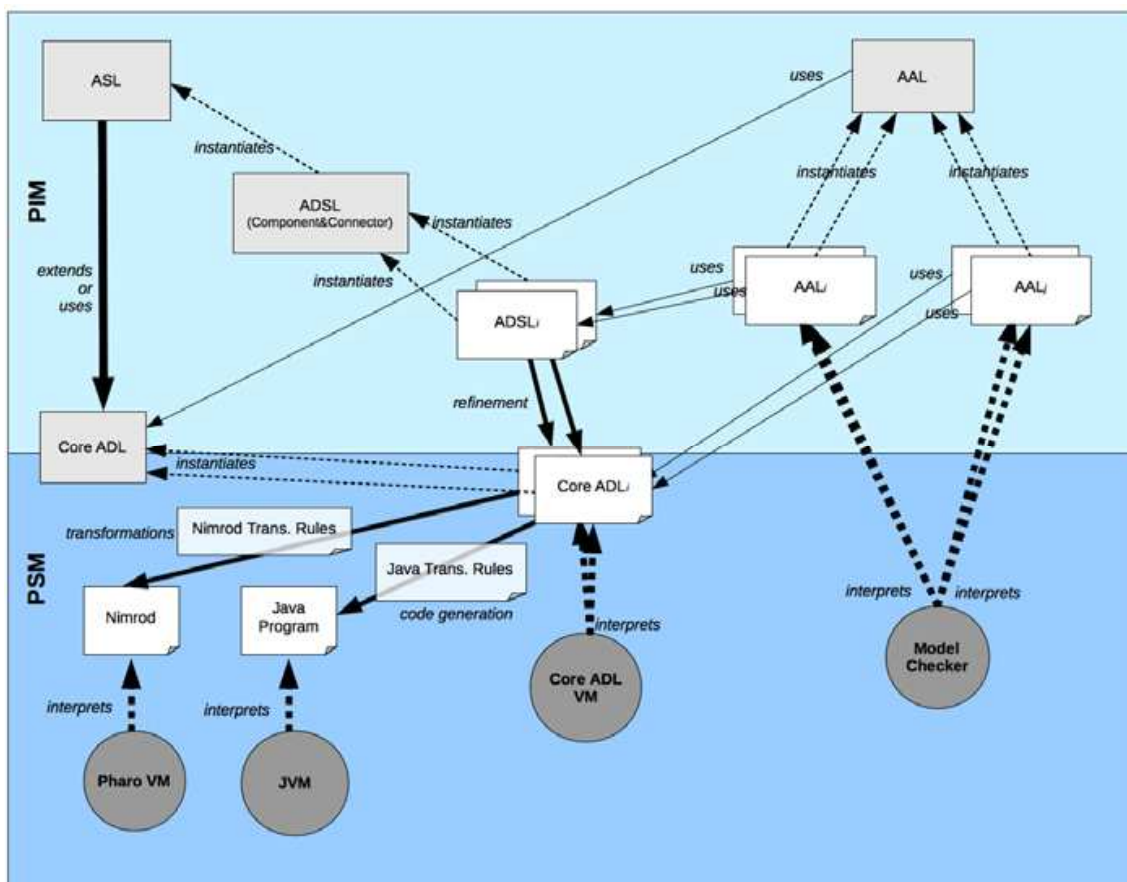 ASL
uses
AAL
instantiates
instantiates
instantiates
PIM
ADSL
(Component&Connector)
instantiates
instantiates
extends
or
uses
uses
uses
uses
uses
ADSLi
AALi
AALj
refinement
Core ADL
instantiates
Core ADLi
PSM
transformations
Nimrod Trans. Rules
Java Trans. Rules
code generation
Nimrod
Java
Program
interprets
interprets
interprets
Core ADL
VM
Model
Checker
interprets
interprets
Pharo VM
JVM